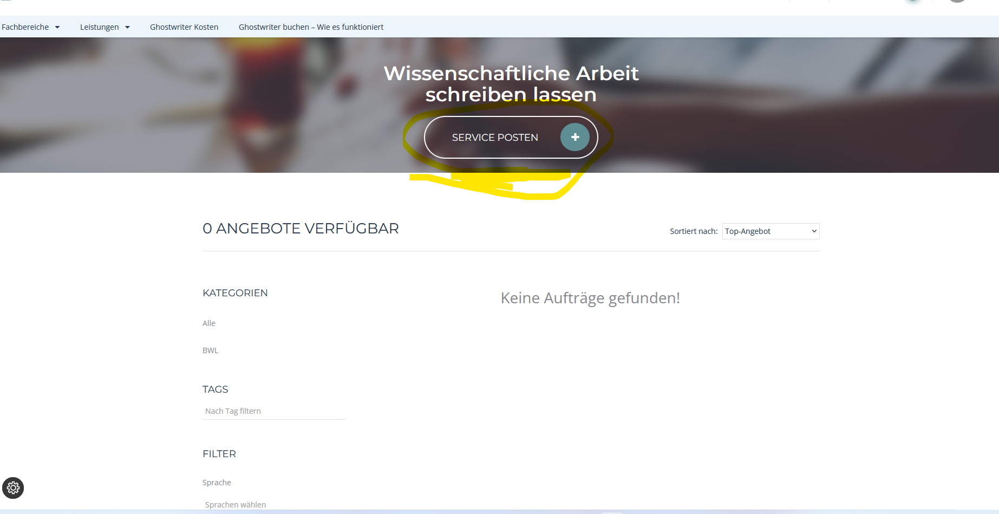 Fachbereiche
Leistungen
Ghostwriter Kosten
Ghostwriter buchen – Wie es funktioniert
Wissenschaftliche Arbeit
schreiben lassen
SERVICE POSTEN
0 ANGEBOTE VERFÜGBAR
Sortiert nach:
Top-Angebot
KATEGORIEN
Keine Aufträge gefunden!
Alle
BWL
TAGS
Nach Tag filtern
FILTER
Sprache
Sprachen wählen